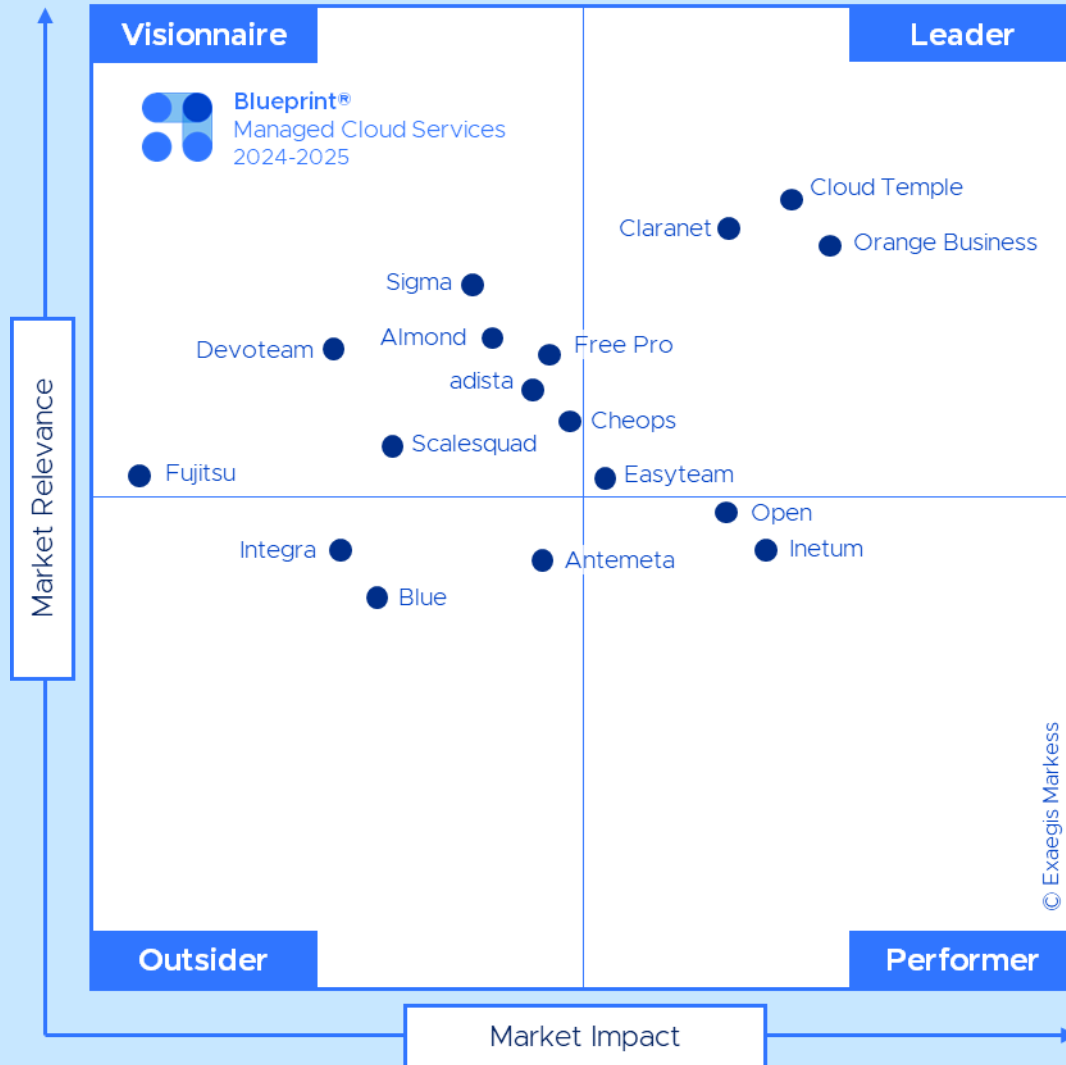 Visionnaire
Leader
Blueprint®
Managed Cloud Services
2024-2025
Cloud Temple
Claranet
Orange Business
Sigma
Almond
Free Pro
Devoteam
adista
Cheops
Scalesquad
Fujitsu
Easyteam
Open
Integra
Inetum
Antemeta
Blue
Market Relevance
© Exaegis Markess
Outsider
Performer
Market Impact